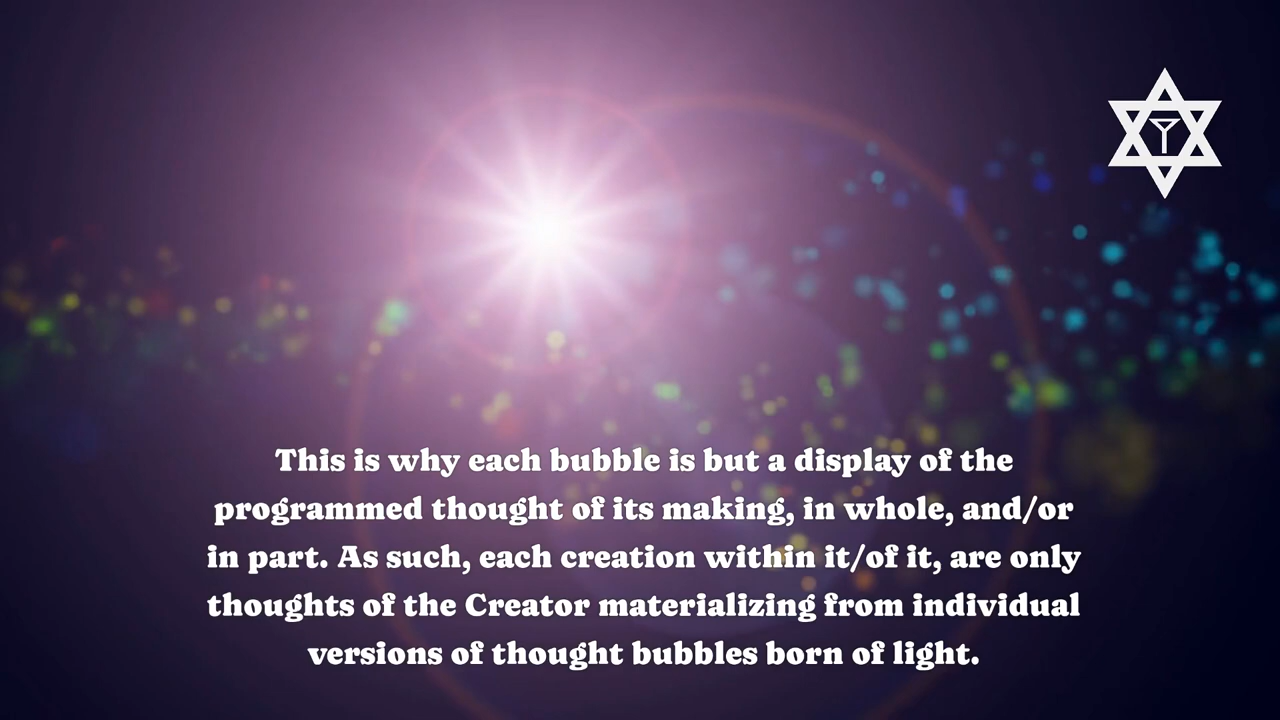 This is why each bubble is but a display of the
programmed thought of its making, in whole, and/or
in part. As such, each creation within it/of it, are only
thoughts of the Creator materializing from individual
versions of thought bubbles born of light.